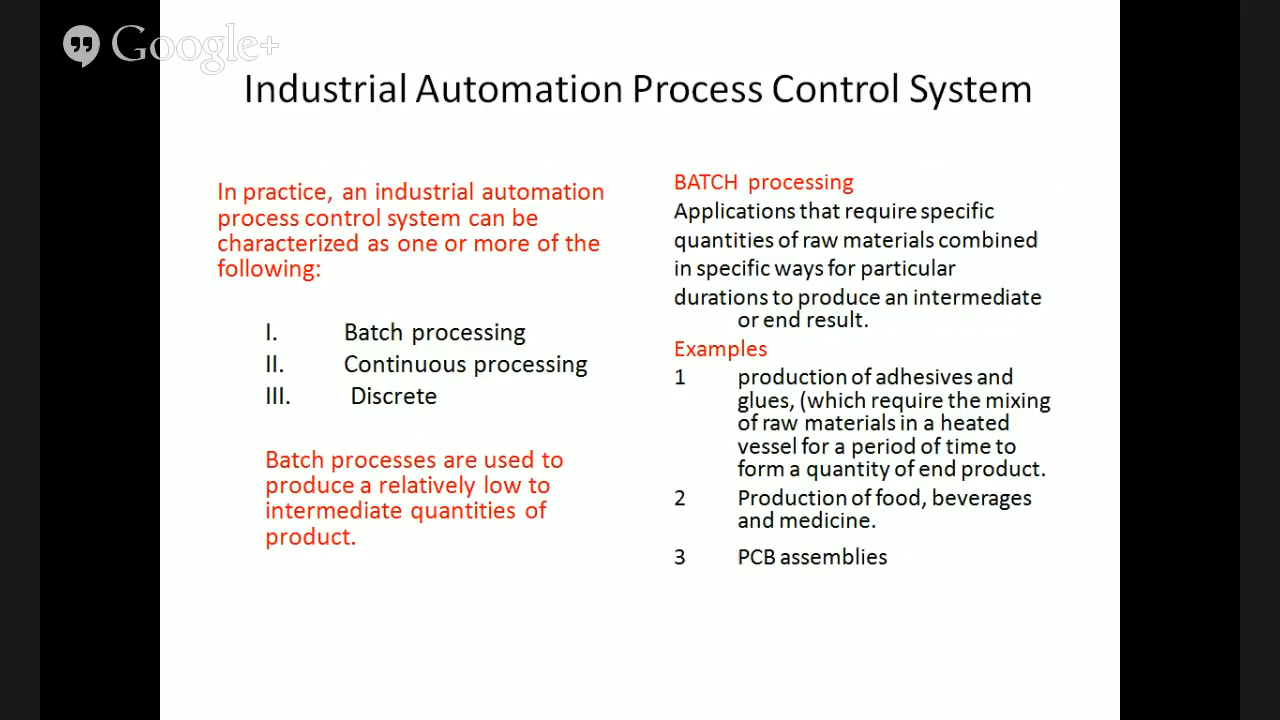 Google+
Industrial Automation Process Control System
In practice, an industrial automation
process control system can be
characterized as one or more of the
following:
I. Batch processing
II. Continuous processing
III. Discrete
Batch processes are used to
produce a relatively low to
intermediate quantities of
product.
BATCH processing
Applications that require specific
quantities of raw materials combined
in specific ways for particular
durations to produce an intermediate
or end result.
Examples
1 production of adhesives and
glues, (which require the mixing
of raw materials in a heated
vessel for a period of time to
form a quantity of end product.
2 Production of food, beverages
and medicine.
3 PCB assemblies